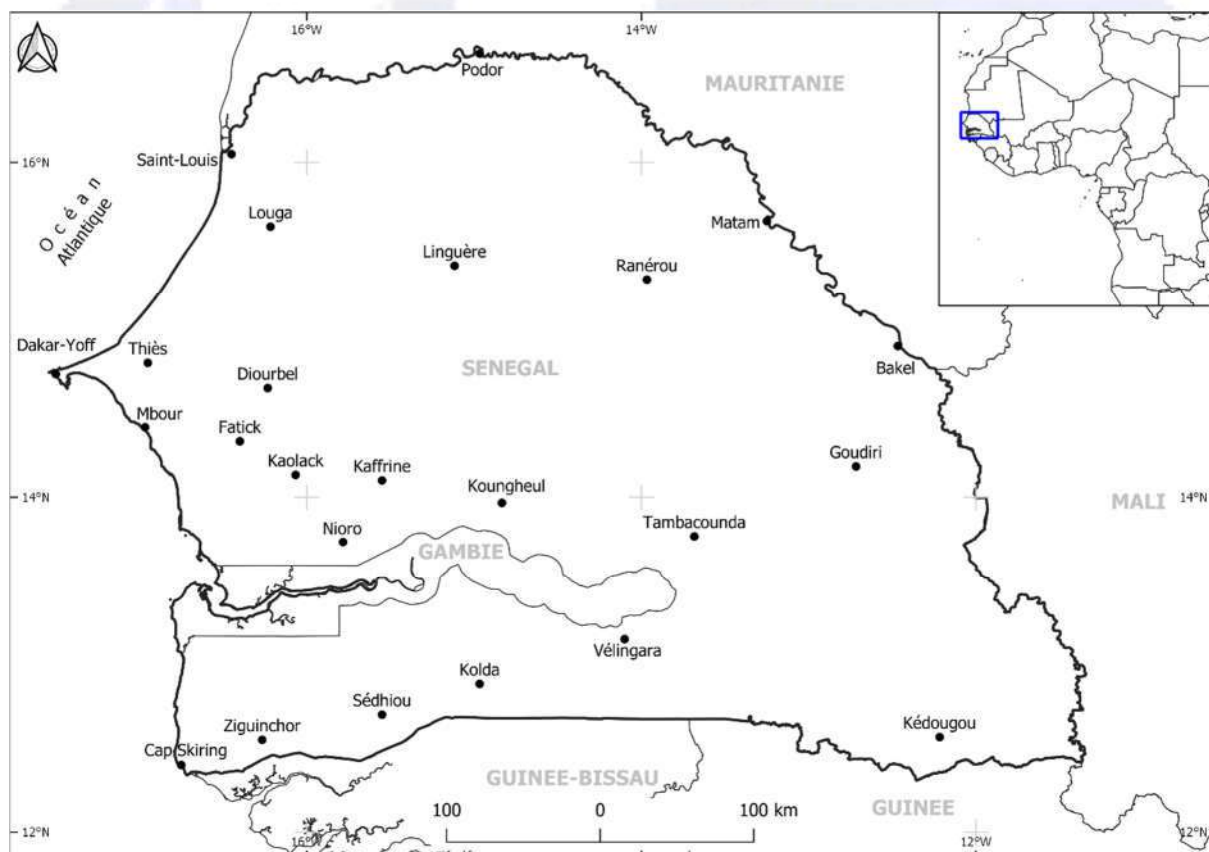 16°W
14°W
Podor
MAURITANIE
Saint-Louis
16°N
Océan
Atlantique
Louga
Matam
Linguère
Ranérou
Dakar-Yoff
Thiès
SENEGAL
Bakel
Diourbel
Mbour
Fatick
Kaolack
Kaffrine
Goudiri
Koungheul
14°N
MALI
14°N
Nioro
Tambacounda
GAMBIE
Vélingara
Kolda
Sédhiou
Ziguinchor
Kédougou
Cap Skiring
GUINEE-BISSAU
GUINEE
100 0 100 km
12°N
16°W
12°W
12°N